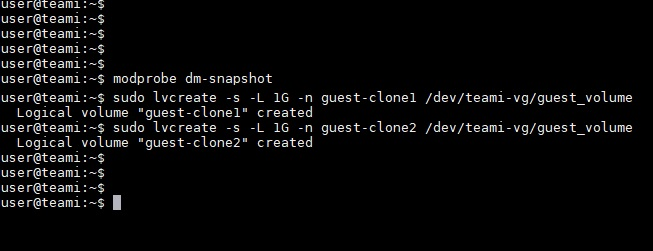 user@teami:~$
user@teami:~$
user@teami:~$
user@teami:~$
user@teami:~$
user@teami:~$ modprobe dm-snapshot
user@teami:~$ sudo lvcreate -s -L 1G -n guest-clone1 /dev/teami-vg/guest_volume
  Logical volume "guest-clone1" created
user@teami:~$ sudo lvcreate -s -L 1G -n guest-clone2 /dev/teami-vg/guest_volume
  Logical volume "guest-clone2" created
user@teami:~$
user@teami:~$
user@teami:~$
user@teami:~$